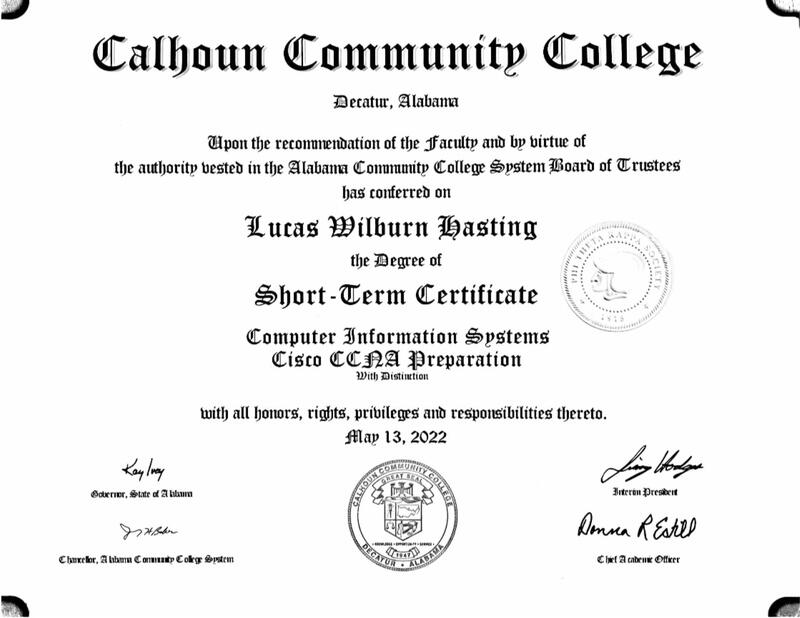 Calhoun Community College
Decatur, Alabama
Upon the recommendation of the Faculty and by virtue of
the authority vested in the Alabama Community College System Board of Trustees
has conferred on
Lucas Wilburn Hasting
the Degree of
Short-Term Certificate
Computer Information Systems
Cisco CCNA Preparation
With Distinction
with all honors, rights, privileges and responsibilities thereto.
May 13, 2022
PHI THETA KAPPA SOCIETY
1918
Kay Ivey
Governor, State of Alabama
Chancellor, Alabama Community College System
CALHOUN COMMUNITY COLLEGE
GREAT SEAL
KNOWLEDGE • OPPORTUNITY • SERVICE
1947
DECATUR • ALABAMA
Interim President
Donna R Estill
Chief Academic Officer